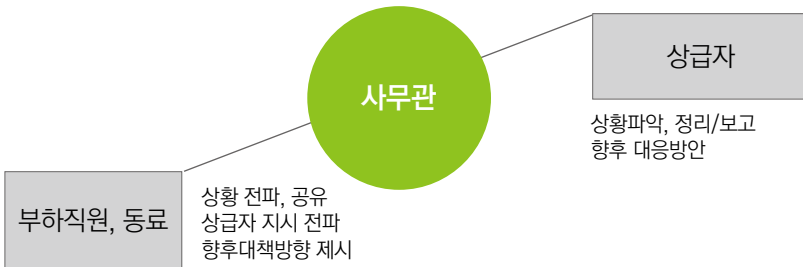 사무관
상급자
상황파악, 정리/보고
향후 대응방안
부하직원, 동료
상황 전파, 공유
상급자 지시 전파
향후대책방향 제시